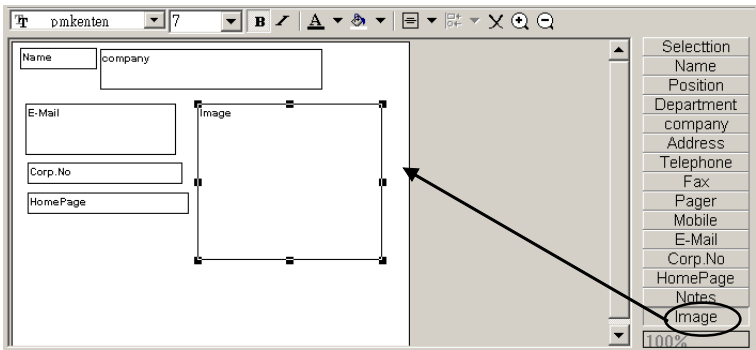 Tr pmkenten 7 B I A
Name
company
E-Mail
Image
Corp.No
HomePage
Selecttion
Name
Position
Department
company
Address
Telephone
Fax
Pager
Mobile
E-Mail
Corp.No
HomePage
Notes
Image
100%